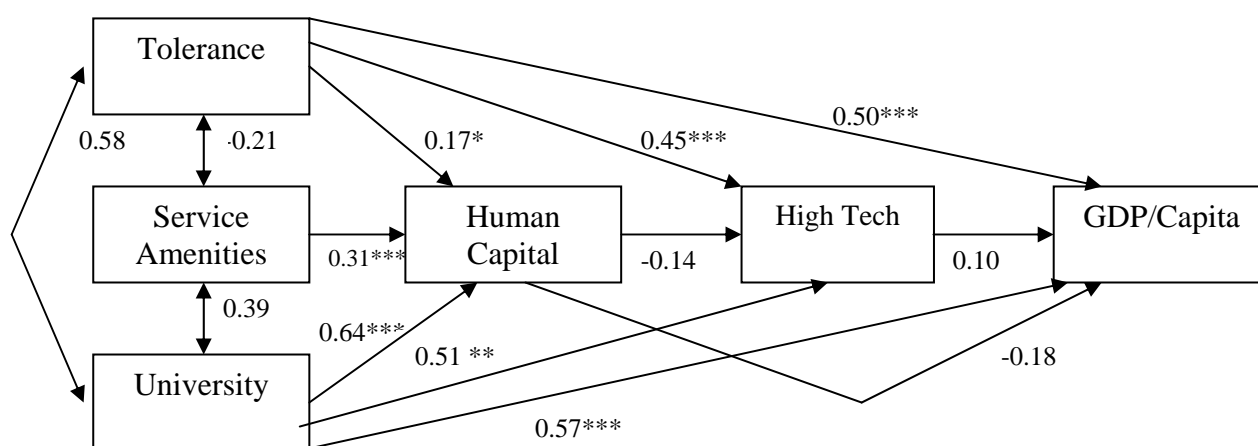 Tolerance
0.50***
0.58
-0.21
0.17*
0.45***
Service
Amenities
Human
Capital
High Tech
GDP/Capita
0.31***
-0.14
0.10
0.39
0.64***
0.51 **
-0.18
University
0.57***